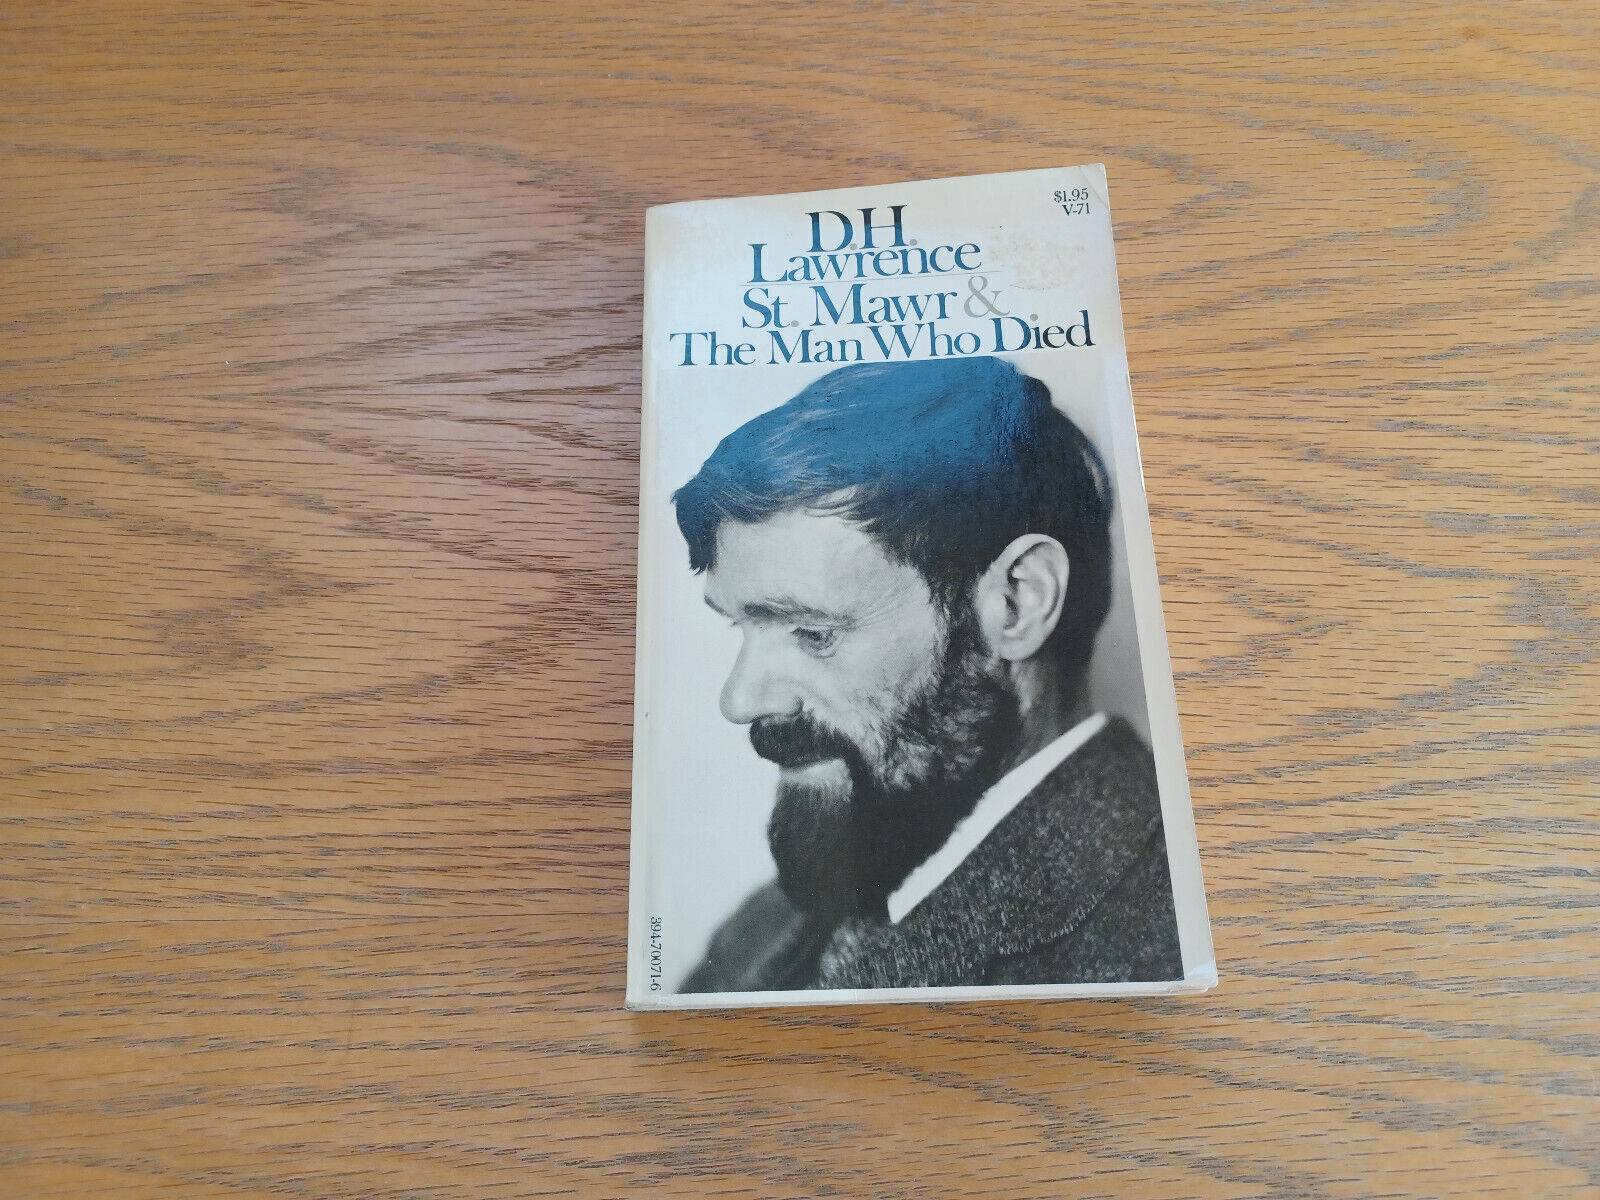 $1.95
V-71
D.H.
Lawrence
St. Mawr &
The Man Who Died
394-70071-6